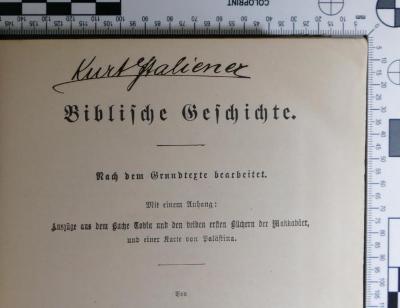 COLORPRINT
Kurt Italiener
Biblische Geschichte.
Nach dem Grundtexte bearbeitet.
Mit einem Anhang:
Auszüge aus dem Buche Tobia und den beiden ersten Büchern der Makkabäer,
und einer Karte von Palästina.
Von